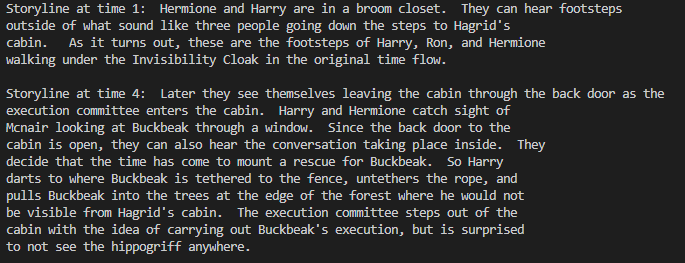 Storyline at time 1:  Hermione and Harry are in a broom closet.  They can hear footsteps
outside of what sound like three people going down the steps to Hagrid's
cabin.   As it turns out, these are the footsteps of Harry, Ron, and Hermione
walking under the Invisibility Cloak in the original time flow.

Storyline at time 4:  Later they see themselves leaving the cabin through the back door as the
execution committee enters the cabin.  Harry and Hermione catch sight of
Mcnair looking at Buckbeak through a window.  Since the back door to the
cabin is open, they can also hear the conversation taking place inside.  They
decide that the time has come to mount a rescue for Buckbeak.  So Harry
darts to where Buckbeak is tethered to the fence, untethers the rope, and
pulls Buckbeak into the trees at the edge of the forest where he would not
be visible from Hagrid's cabin.  The execution committee steps out of the
cabin with the idea of carrying out Buckbeak's execution, but is surprised
to not see the hippogriff anywhere.